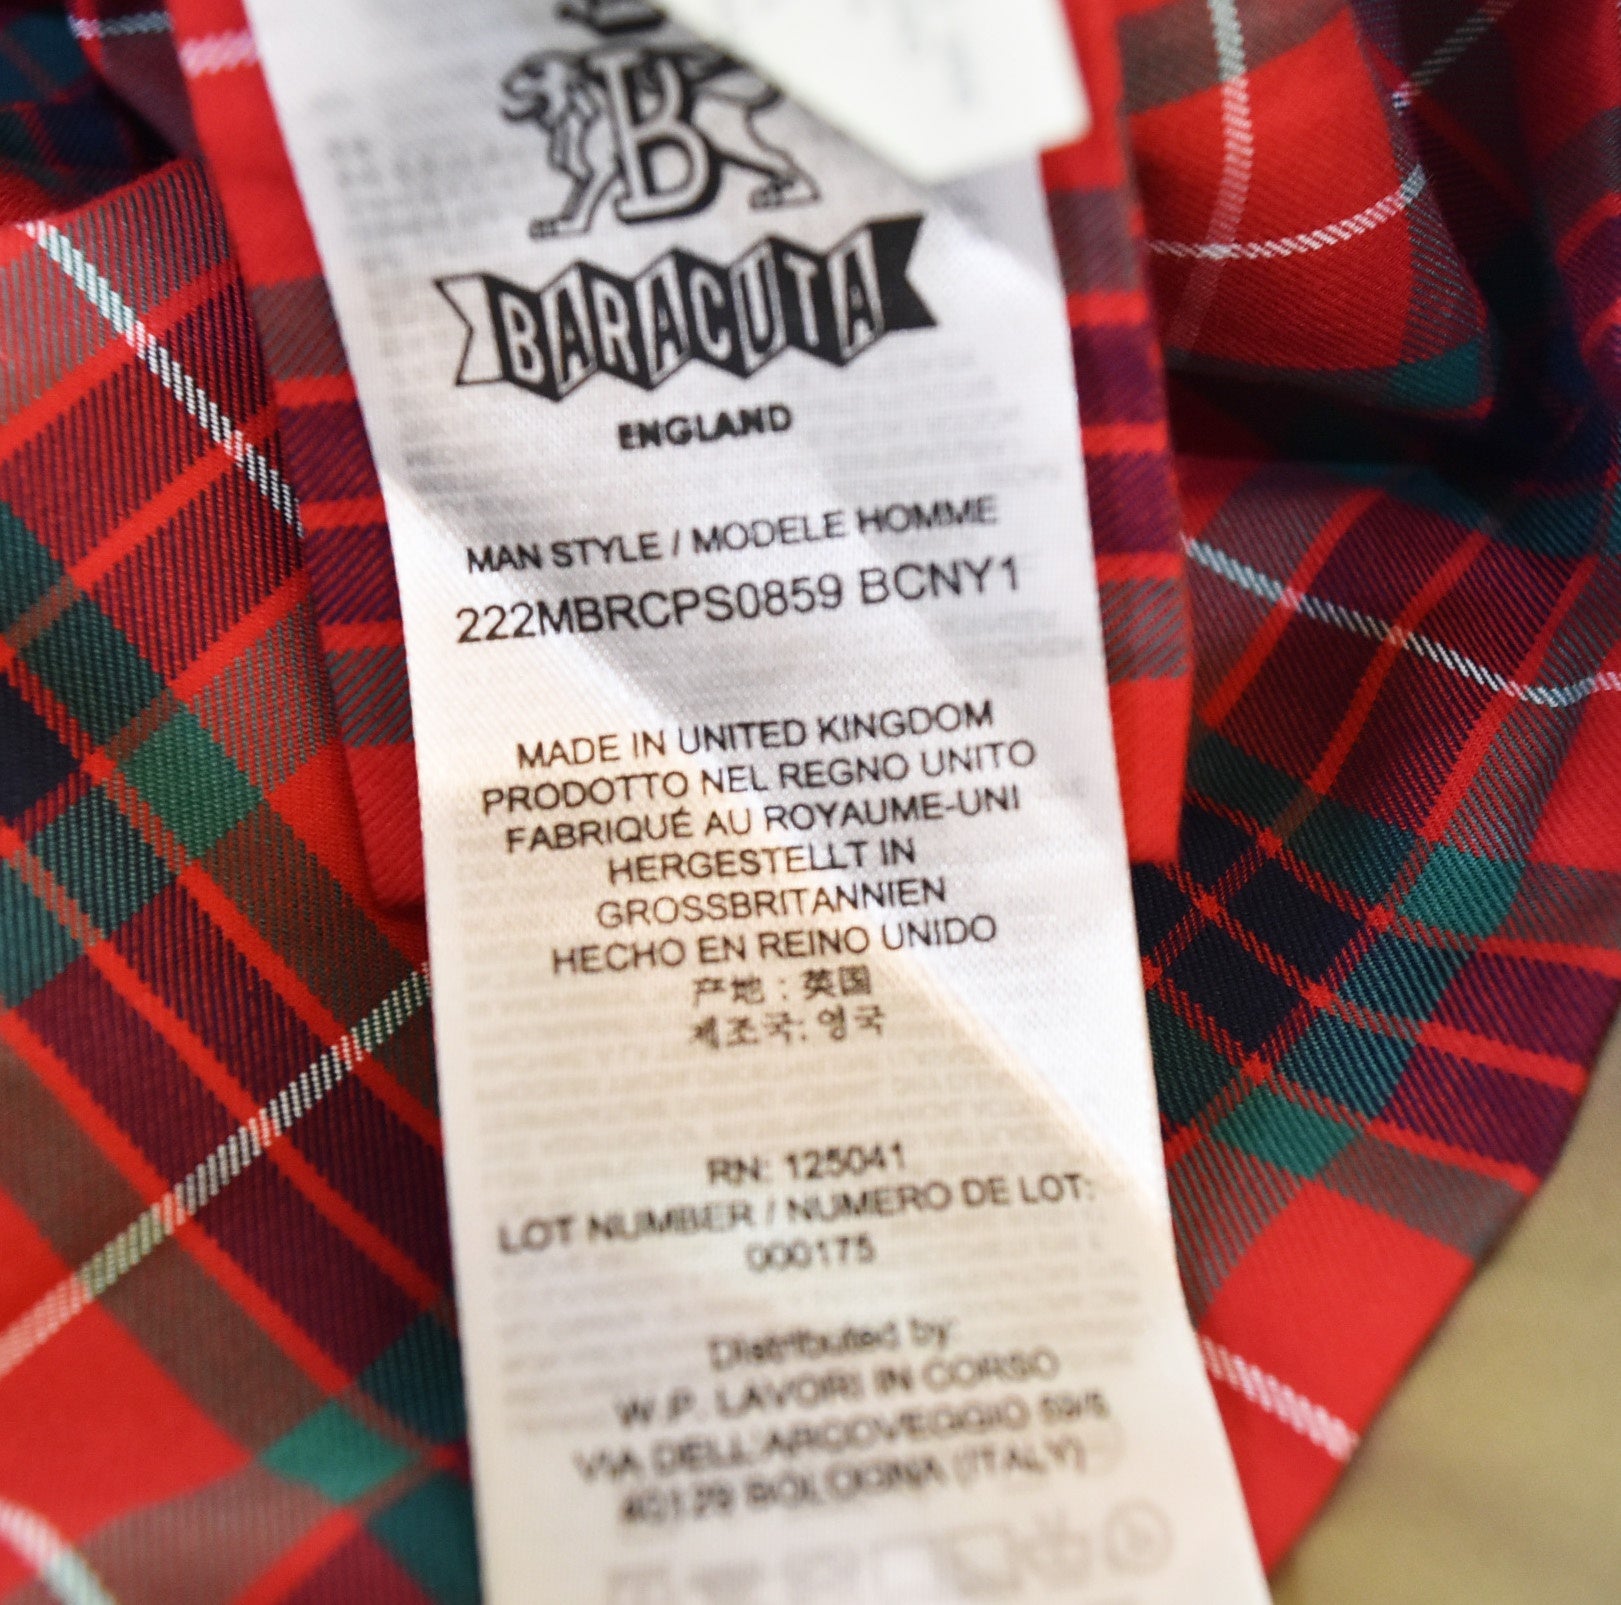 B
BARACUTA
ENGLAND
MAN STYLE / MODELE HOMME
222MBRCPS0859 BCNY1
MADE IN UNITED KINGDOM
PRODOTTO NEL REGNO UNITO
FABRIQUÉ AU ROYAUME-UNI
HERGESTELLT IN
GROSSBRITANNIEN
HECHO EN REINO UNIDO
产地 : 英国
제조국: 영국
RN: 125041
LOT NUMBER / NUMERO DE LOT:
000175
Distributed by:
W.P. LAVORI IN CORSO
VIA DELL'ARCOVEGGIO 59/5
40129 BOLOGNA (ITALY)